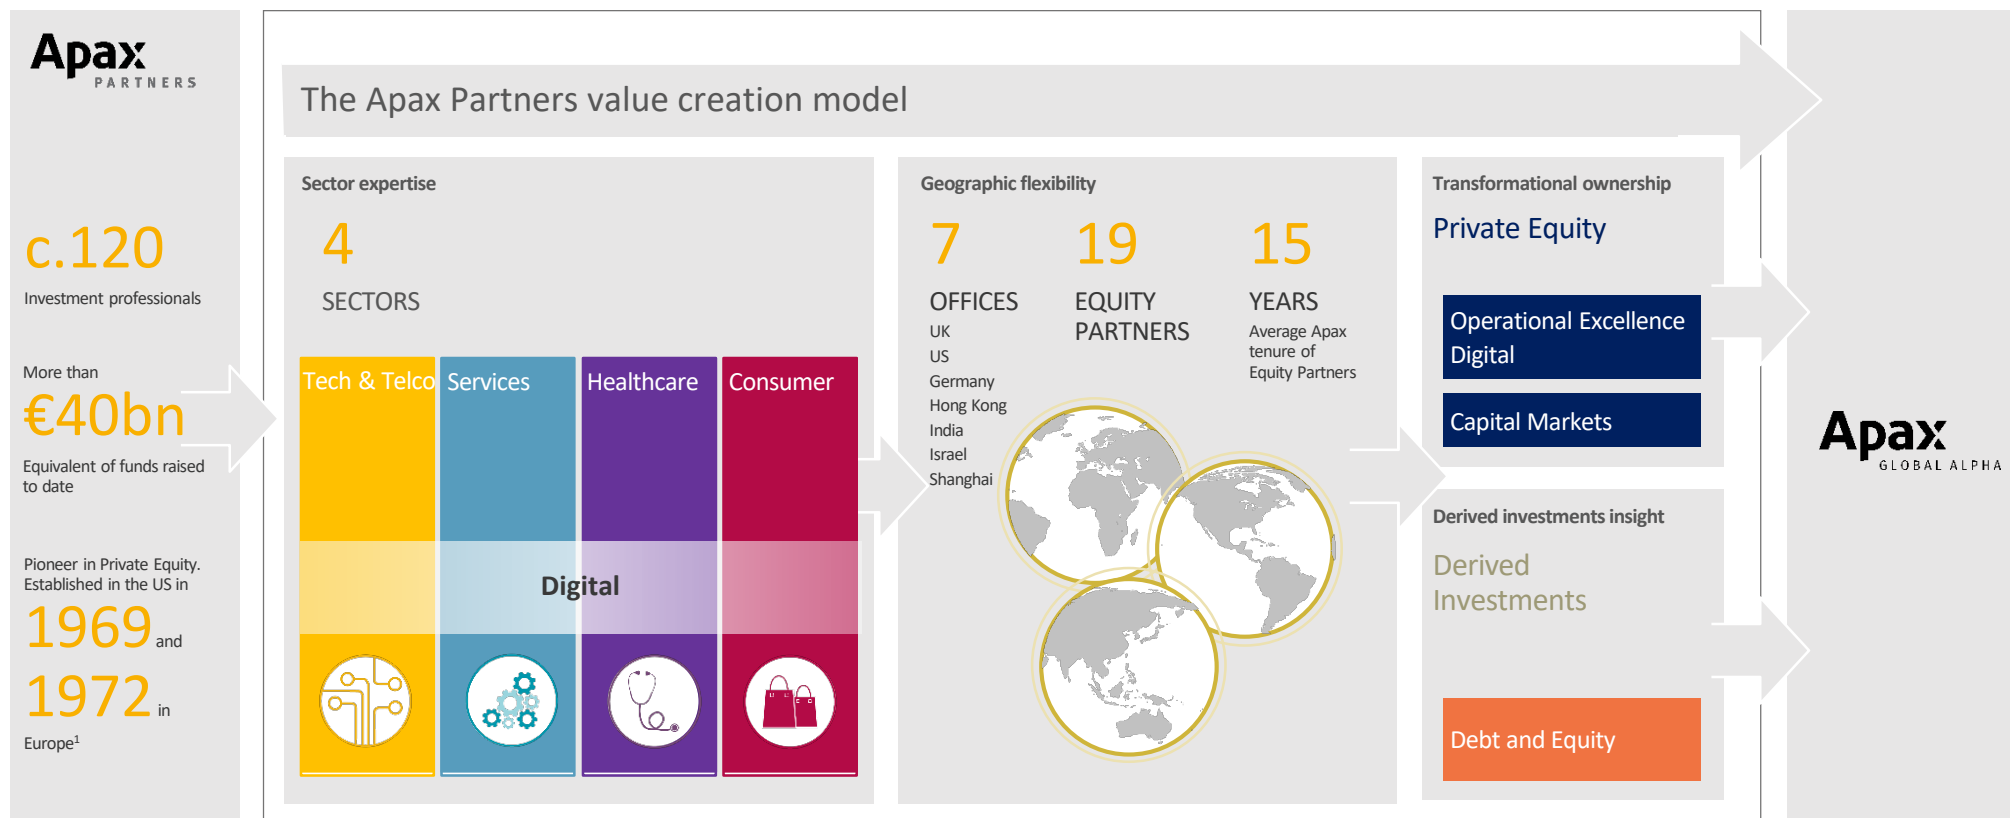 Apax
PARTNERS
c.120
Investment professionals
More than
€40bn
Equivalent of funds raised
to date
Pioneer in Private Equity.
Established in the US in
1969 and
1972 in
Europe1
The Apax Partners value creation model
Sector expertise
4
SECTORS
Tech & Telco
Services
Healthcare
Consumer
Digital
Geographic flexibility
7
OFFICES
UK
US
Germany
Hong Kong
India
Israel
Shanghai
19
EQUITY
PARTNERS
15
YEARS
Average Apax
tenure of
Equity Partners
Transformational ownership
Private Equity
Operational Excellence
Digital
Capital Markets
Derived investments insight
Derived
Investments
Debt and Equity
Apax
GLOBAL ALPHA